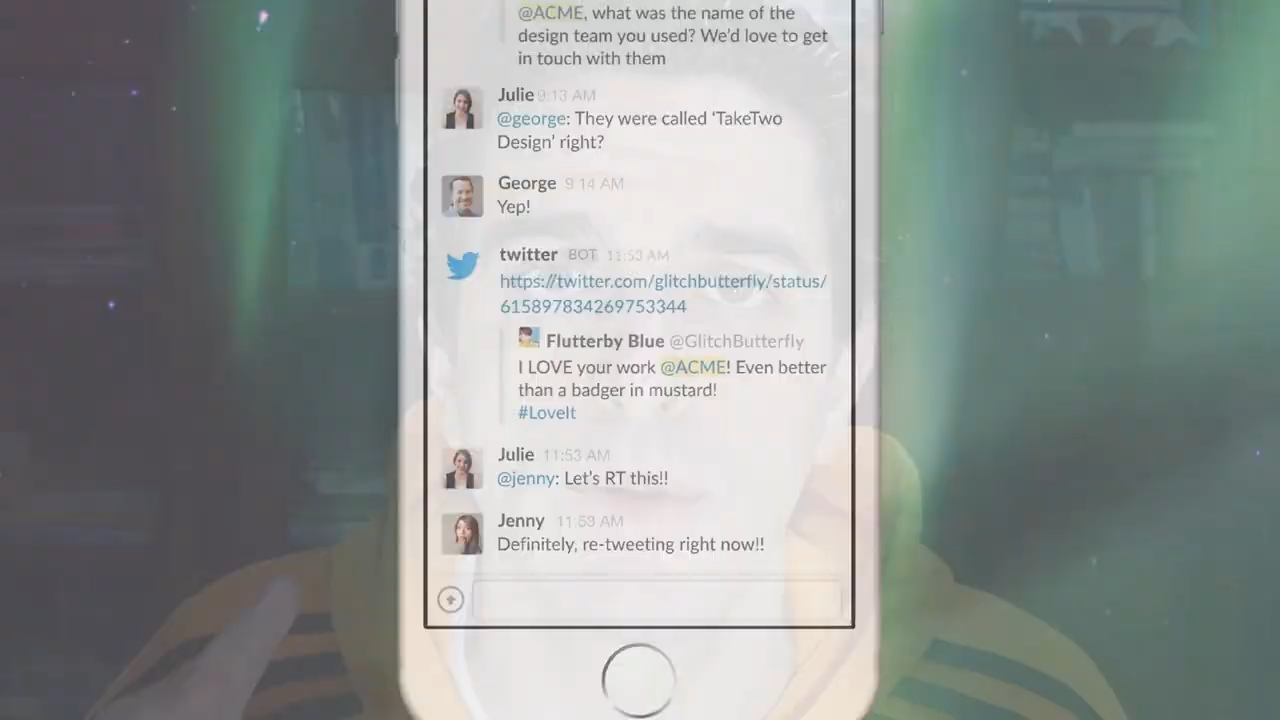 @ACME, what was the name of the
design team you used? We'd love to get
in touch with them
Julie 9:13 AM
@george: They were called 'TakeTwo
Design' right?
George 9:14 AM
Yep!
twitter BOT 11:53 AM
https://twitter.com/glitchbutterfly/status/
615897834269753344
Flutterby Blue @GlitchButterfly
I LOVE your work @ACME! Even better
than a badger in mustard!
#LoveIt
Julie 11:53 AM
@jenny: Let's RT this!!
Jenny 11:53 AM
Definitely, re-tweeting right now!!